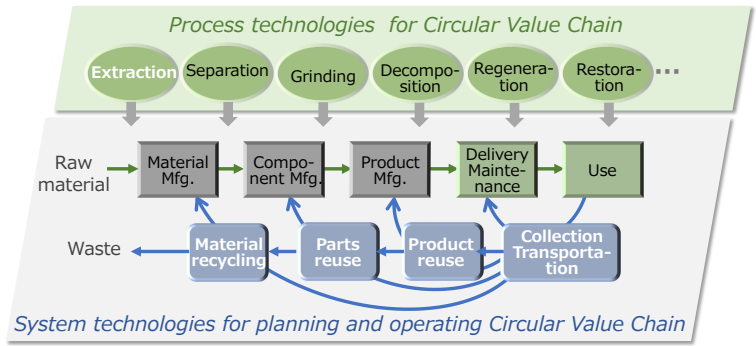 Process technologies for Circular Value Chain
Extraction
Separation
Grinding
Decompo-
sition
Regenera-
tion
Restora-
tion
...
Raw
material
Material
Mfg.
Compo-
nent Mfg.
Product
Mfg.
Delivery
Mainte-
nance
Use
Waste
Material
recycling
Parts
reuse
Product
reuse
Collection
Transporta-
tion
System technologies for planning and operating Circular Value Chain